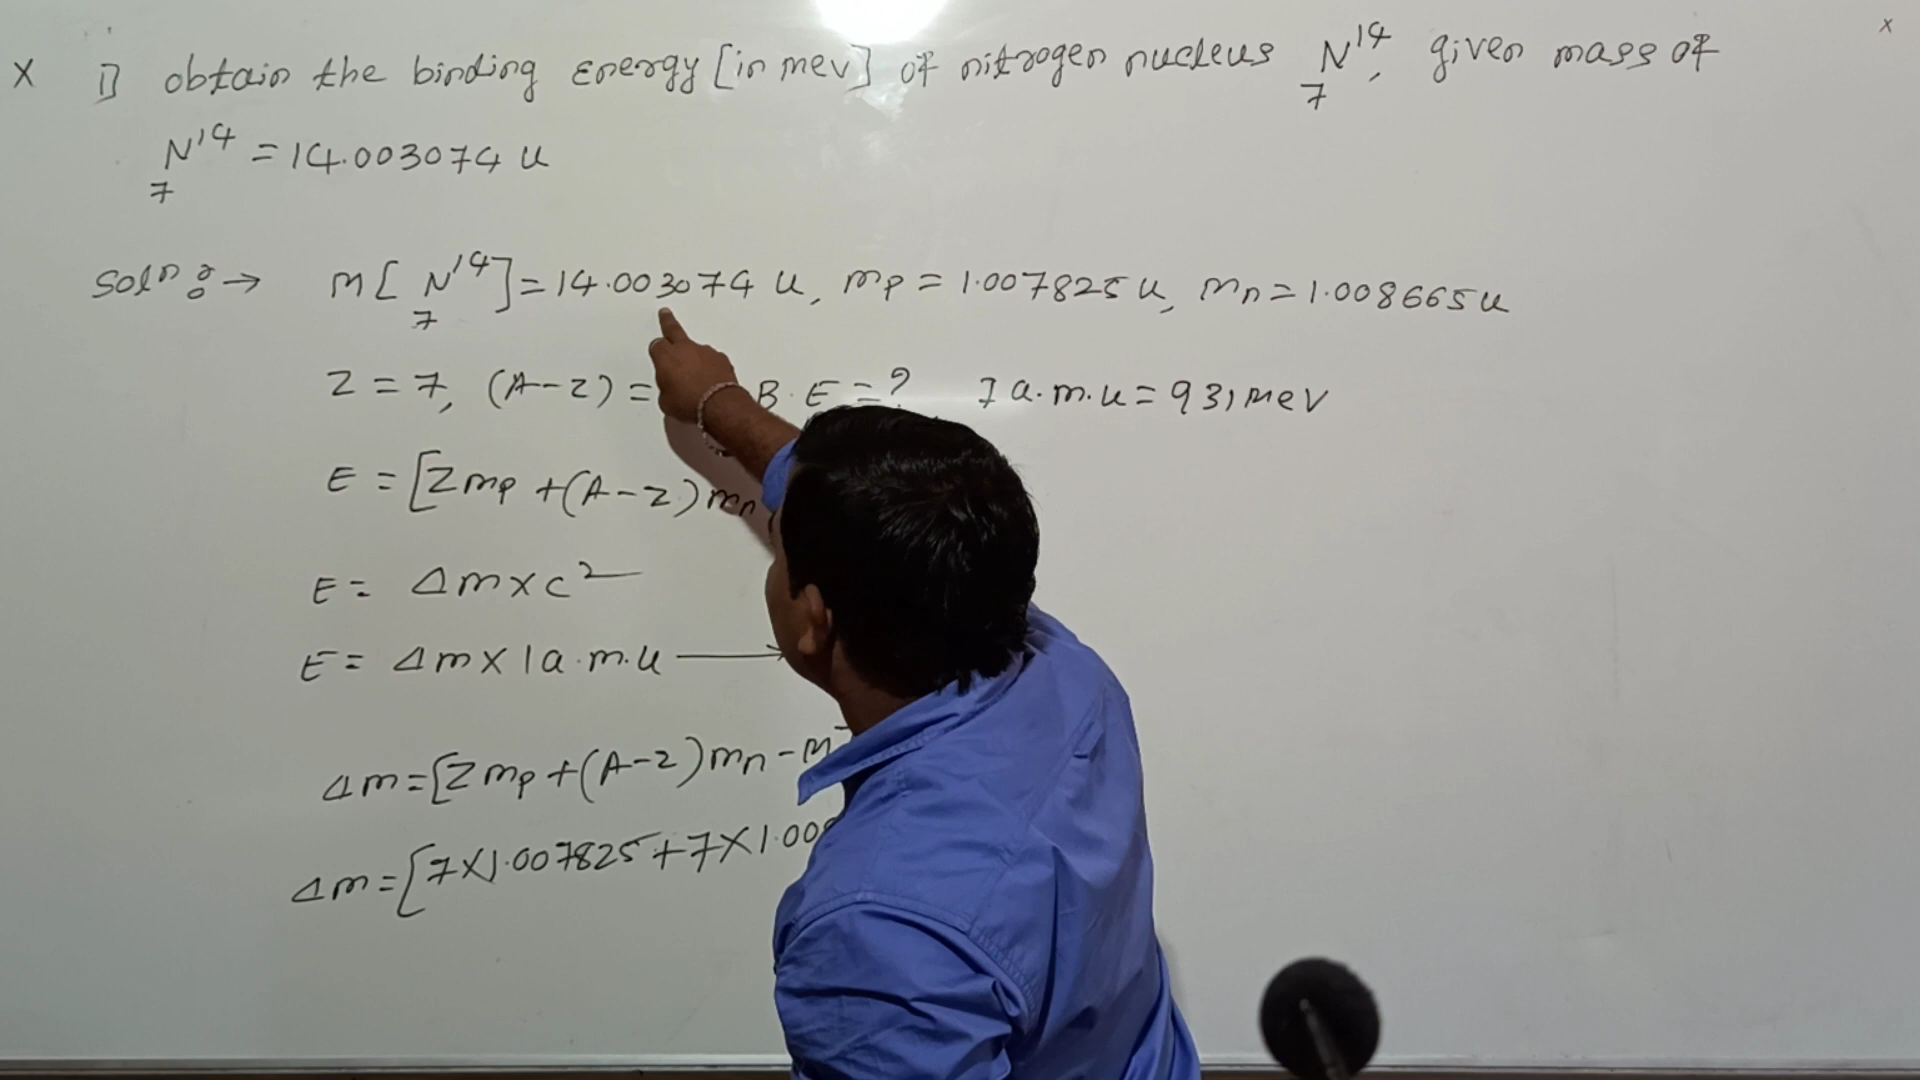 X 1] obtain the binding energy [in mev] of nitrogen nucleus ₇N¹⁴, given mass of
₇N¹⁴ = 14.003074 u
Soln :→ M[₇N¹⁴] = 14.003074 u, mp = 1.007825 u, mn = 1.008665 u
Z = 7, (A-Z) = B.E = ? 1 a.m.u = 931 MeV
E = [Zmp + (A-Z)mn
E = Δm×c²
E = Δm×1a.m.u →
Δm=[Zmp+(A-Z)mn-M
Δm=[7×1.007825+7×1.00
x